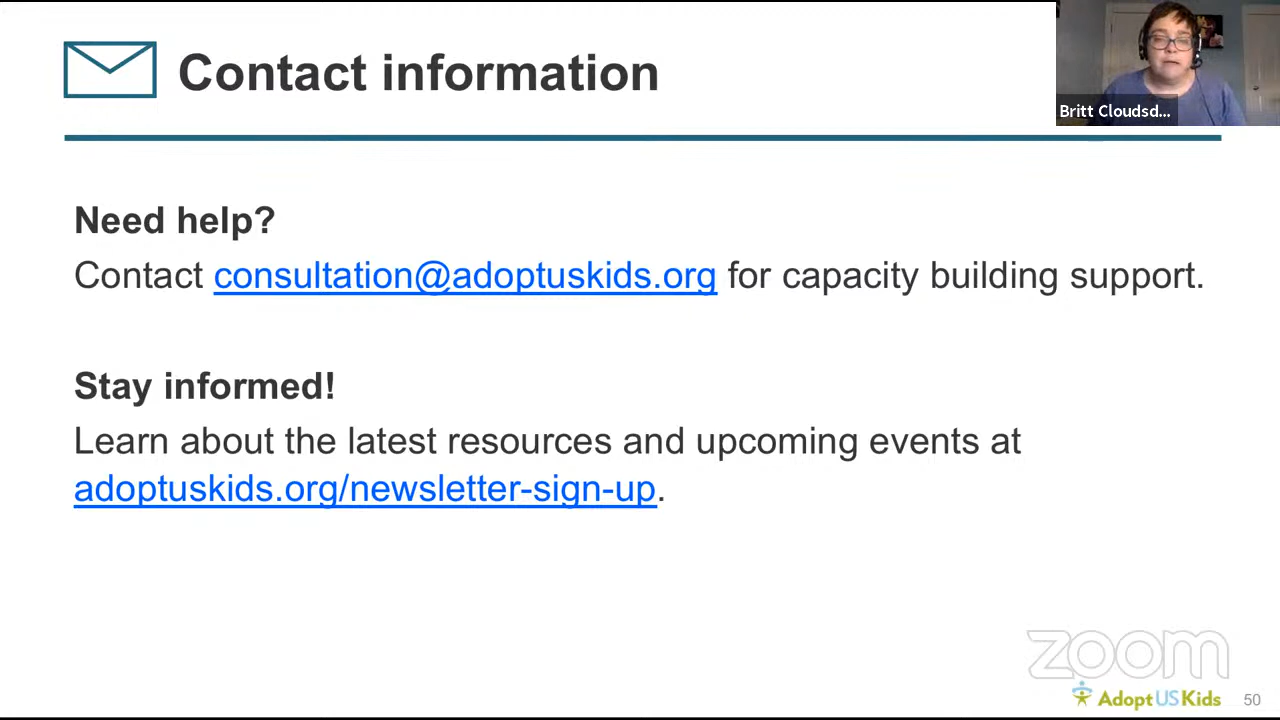 Contact information
Britt Cloudsd...
Need help?
Contact consultation@adoptuskids.org for capacity building support.
Stay informed!
Learn about the latest resources and upcoming events at
adoptuskids.org/newsletter-sign-up.
zoom
AdoptUSKids
50